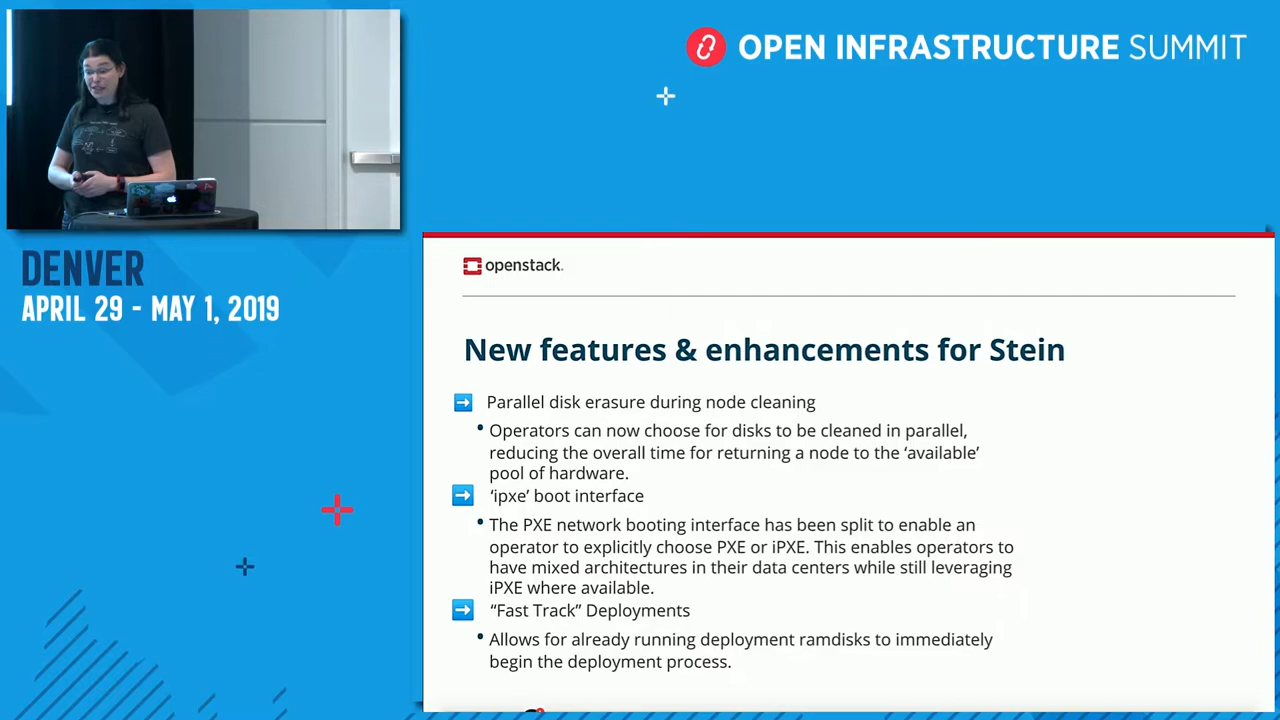 OPEN INFRASTRUCTURE SUMMIT
DENVER
APRIL 29 - MAY 1, 2019
openstack.
New features & enhancements for Stein
Parallel disk erasure during node cleaning
• Operators can now choose for disks to be cleaned in parallel,
reducing the overall time for returning a node to the ‘available’
pool of hardware.
‘ipxe’ boot interface
• The PXE network booting interface has been split to enable an
operator to explicitly choose PXE or iPXE. This enables operators to
have mixed architectures in their data centers while still leveraging
iPXE where available.
“Fast Track” Deployments
• Allows for already running deployment ramdisks to immediately
begin the deployment process.